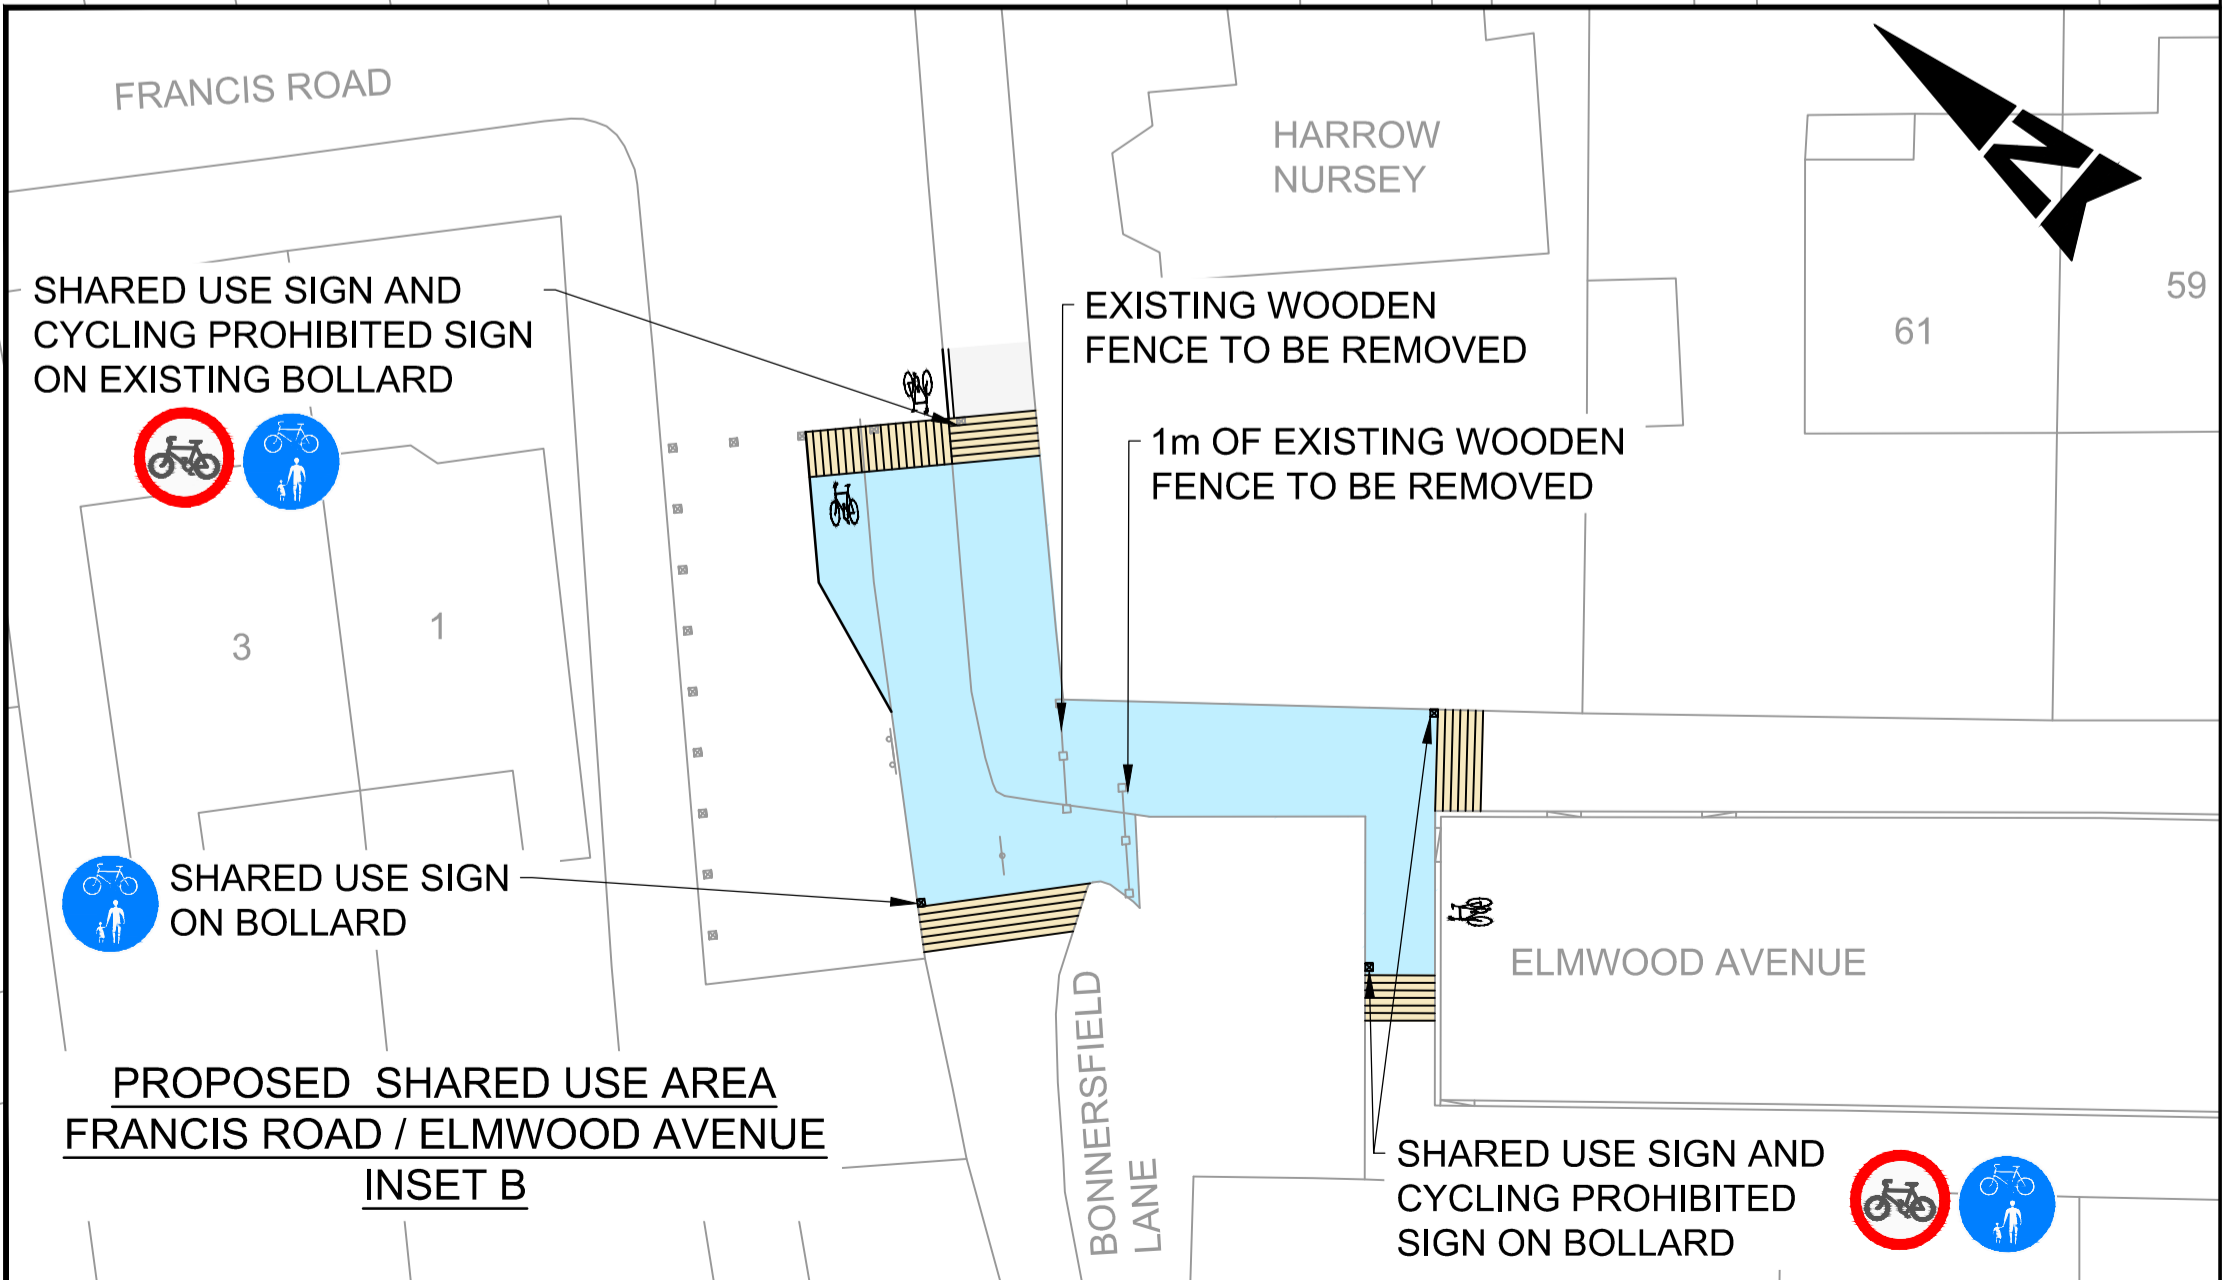 FRANCIS ROAD
HARROW
NURSEY
N
59
61
SHARED USE SIGN AND
CYCLING PROHIBITED SIGN
ON EXISTING BOLLARD
EXISTING WOODEN
FENCE TO BE REMOVED
1m OF EXISTING WOODEN
FENCE TO BE REMOVED
3
1
SHARED USE SIGN
ON BOLLARD
ELMWOOD AVENUE
BONNERSFIELD
LANE
PROPOSED SHARED USE AREA
FRANCIS ROAD / ELMWOOD AVENUE
INSET B
SHARED USE SIGN AND
CYCLING PROHIBITED
SIGN ON BOLLARD